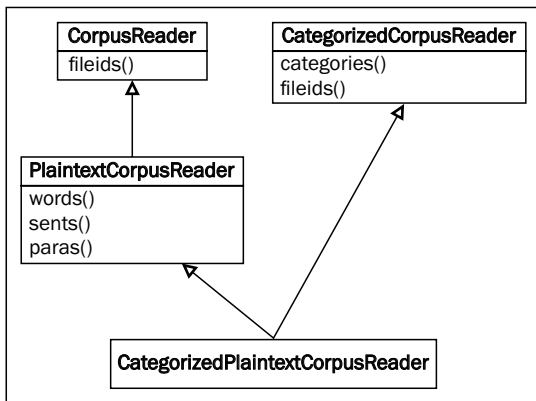 CorpusReader
fileids()
CategorizedCorpusReader
categories()
fileids()
PlaintextCorpusReader
words()
sents()
paras()
CategorizedPlaintextCorpusReader